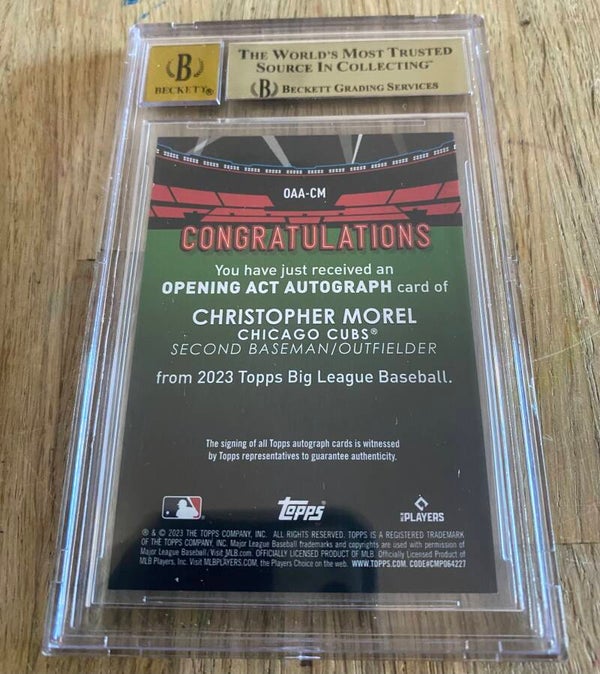 BECKETT®
THE WORLD'S MOST TRUSTED
SOURCE IN COLLECTING™
B BECKETT GRADING SERVICES
OAA-CM
CONGRATULATIONS
You have just received an
OPENING ACT AUTOGRAPH card of
CHRISTOPHER MOREL
CHICAGO CUBS®
SECOND BASEMAN/OUTFIELDER
from 2023 Topps Big League Baseball.
The signing of all Topps autograph cards is witnessed
by Topps representatives to guarantee authenticity.
topps
PLAYERS
® & © 2023 THE TOPPS COMPANY, INC. ALL RIGHTS RESERVED. TOPPS IS A REGISTERED TRADEMARK
OF THE TOPPS COMPANY, INC. Major League Baseball trademarks and copyrights are used with permission of
Major League Baseball. Visit MLB.com. OFFICIALLY LICENSED PRODUCT OF MLB Officially Licensed Product of
MLB Players, Inc. Visit MLBPLAYERS.COM, the Players Choice on the web. WWW.TOPPS.COM. CODE#CMP064227